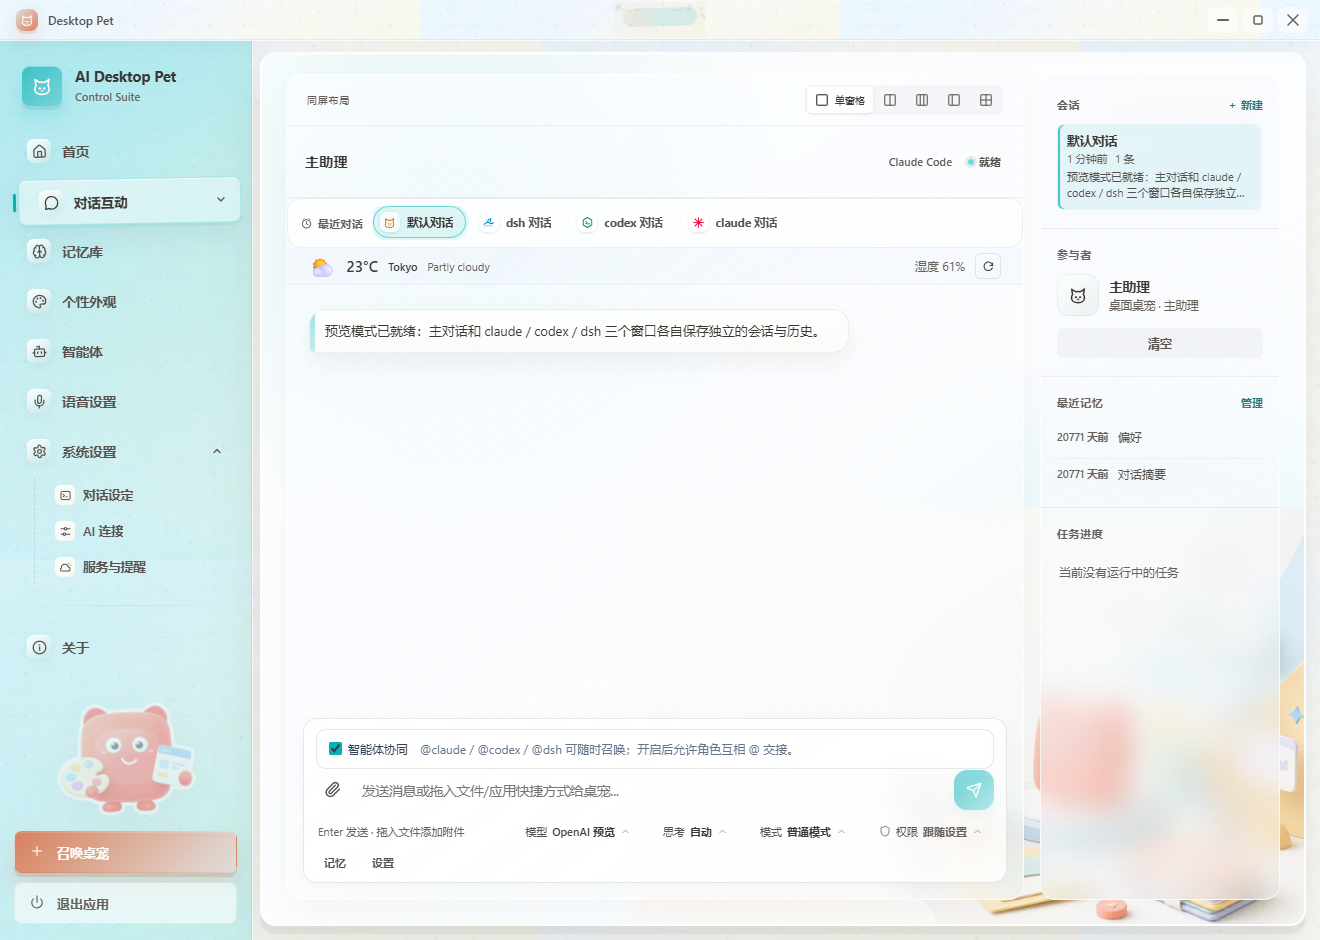 Desktop Pet
AI Desktop Pet
Control Suite
首页
对话互动
记忆库
个性外观
智能体
语音设置
系统设置
对话设定
AI 连接
服务与提醒
关于
召唤桌宠
退出应用
同屏布局
单窗格
主助理
Claude Code
就绪
最近对话
默认对话
dsh 对话
codex 对话
claude 对话
23°C Tokyo Partly cloudy
湿度 61%
预览模式已就绪：主对话和 claude / codex / dsh 三个窗口各自保存独立的会话与历史。
智能体协同 @claude / @codex / @dsh 可随时召唤；开启后允许角色互相 @ 交接。
发送消息或拖入文件/应用快捷方式给桌宠...
Enter 发送 · 拖入文件添加附件
模型 OpenAI 预览
思考 自动
模式 普通模式
权限 跟随设置
记忆
设置
会话
+ 新建
默认对话
1 分钟前 1 条
预览模式已就绪：主对话和 claude /
codex / dsh 三个窗口各自保存独立...
参与者
主助理
桌面桌宠 · 主助理
清空
最近记忆
管理
20771 天前 偏好
20771 天前 对话摘要
任务进度
当前没有运行中的任务